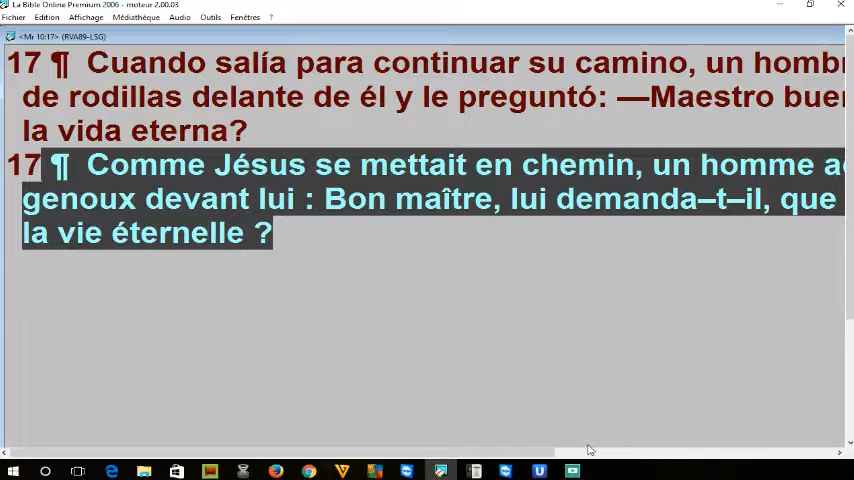 La Bible Online Premium 2006 - moteur 2.00.03
Fichier Edition Affichage Médiathèque Audio Outils Fenêtres ?
<Mr 10:17> (RVA89-LSG)
17 ¶ Cuando salía para continuar su camino, un hombr
de rodillas delante de él y le preguntó: —Maestro buen
la vida eterna?
17 ¶ Comme Jésus se mettait en chemin, un homme ac
genoux devant lui : Bon maître, lui demanda–t–il, que
la vie éternelle ?